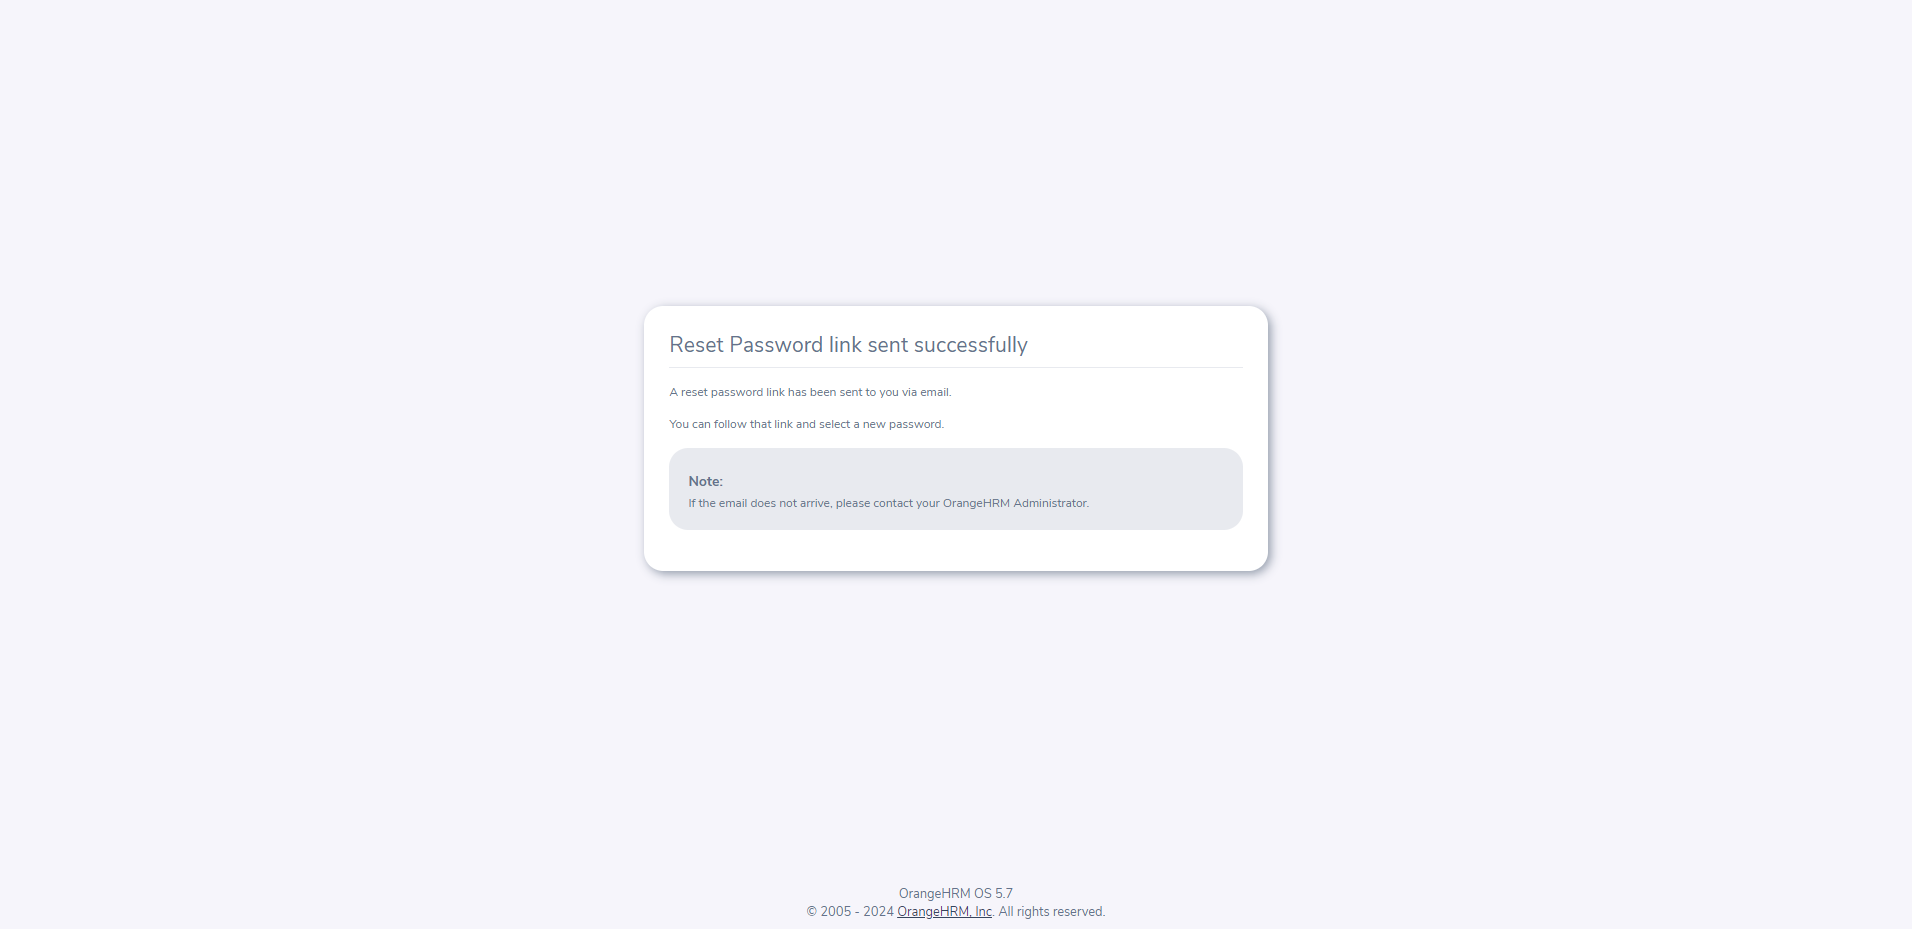 Reset Password link sent successfully
A reset password link has been sent to you via email.
You can follow that link and select a new password.
Note:
If the email does not arrive, please contact your OrangeHRM Administrator.
OrangeHRM OS 5.7
© 2005 - 2024 OrangeHRM, Inc. All rights reserved.